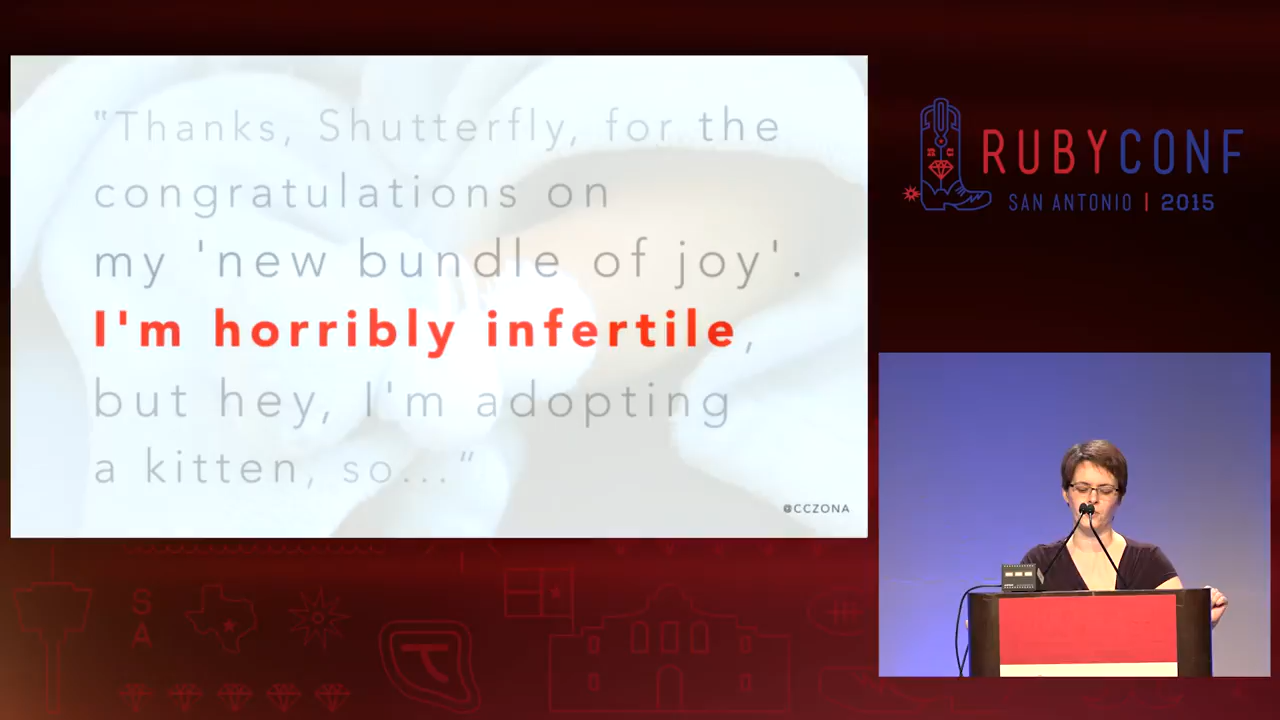 "Thanks, Shutterfly, for the
congratulations on
my 'new bundle of joy'.
I'm horribly infertile,
but hey, I'm adopting
a kitten, so..."
@CCZONA
RUBYCONF
SAN ANTONIO | 2015
S
A